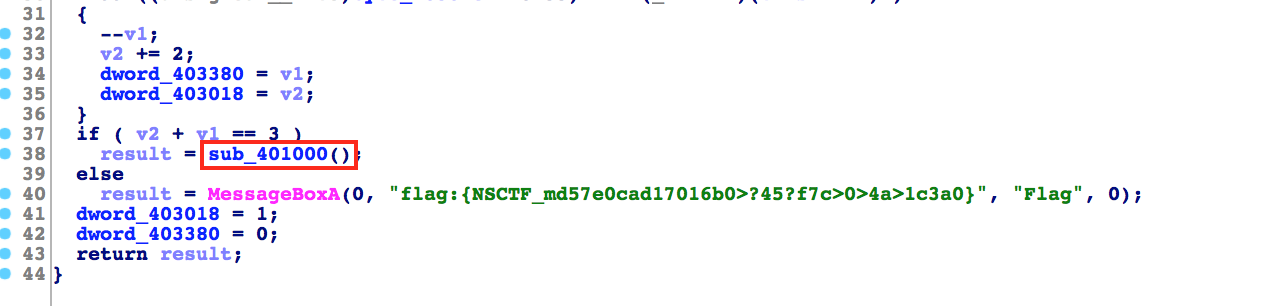 31 {
32 --v1;
33 v2 += 2;
34 dword_403380 = v1;
35 dword_403018 = v2;
36 }
37 if ( v2 + v1 == 3 )
38 result = sub_401000();
39 else
40 result = MessageBoxA(0, "flag:{NSCTF_md57e0cad17016b0>?45?f7c>0>4a>1c3a0}", "Flag", 0);
41 dword_403018 = 1;
42 dword_403380 = 0;
43 return result;
44 }